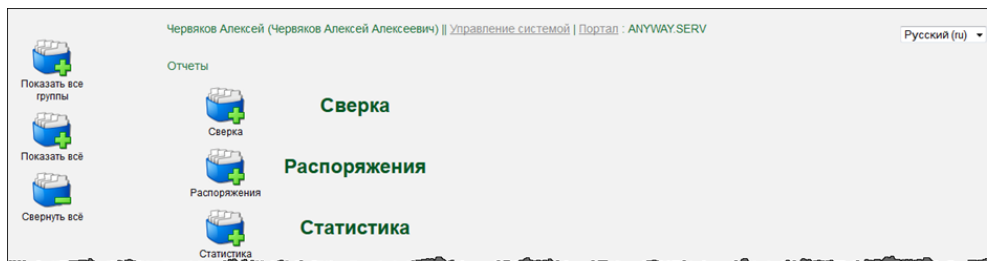 Червяков Алексей (Червяков Алексей Алексеевич) || Управление системой | Портал : ANYWAY.SERV
Русский (ru)
Показать все
группы
Показать всё
Свернуть всё
Отчеты
Сверка
Сверка
Распоряжения
Распоряжения
Статистика
Статистика